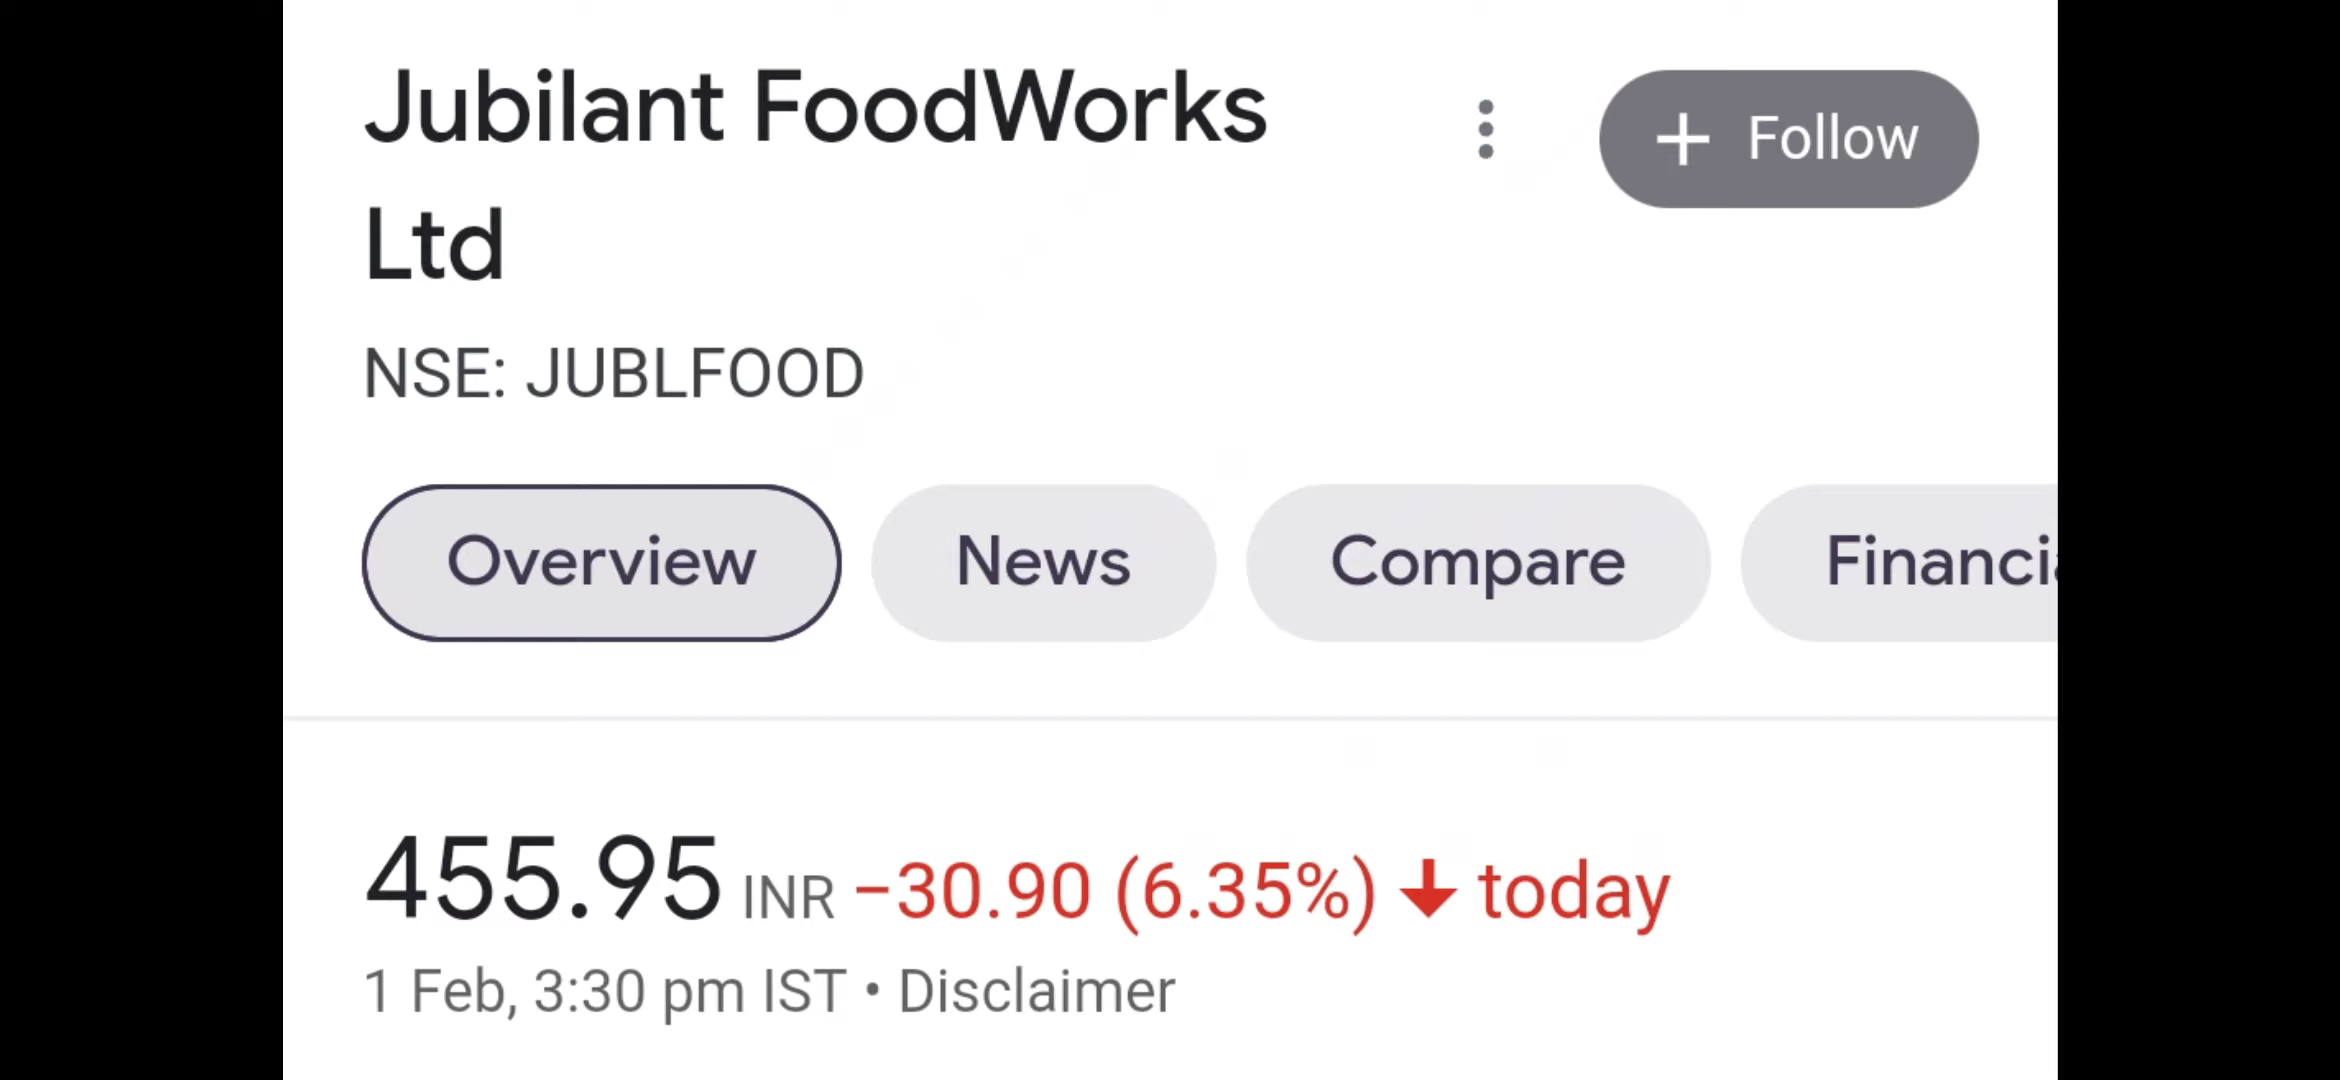 Jubilant FoodWorks
Ltd
+ Follow
NSE: JUBLFOOD
Overview News Compare Financia
455.95 INR −30.90 (6.35%) ↓ today
1 Feb, 3:30 pm IST • Disclaimer